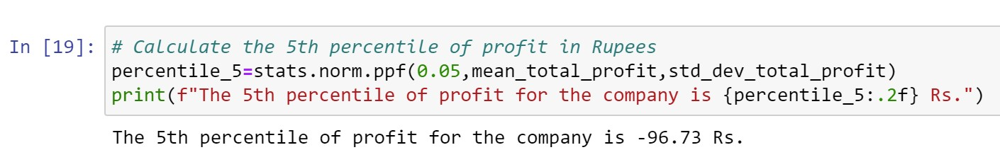 In [19]: # Calculate the 5th percentile of profit in Rupees
percentile_5=stats.norm.ppf(0.05,mean_total_profit,std_dev_total_profit)
print(f"The 5th percentile of profit for the company is {percentile_5:.2f} Rs.")
The 5th percentile of profit for the company is -96.73 Rs.